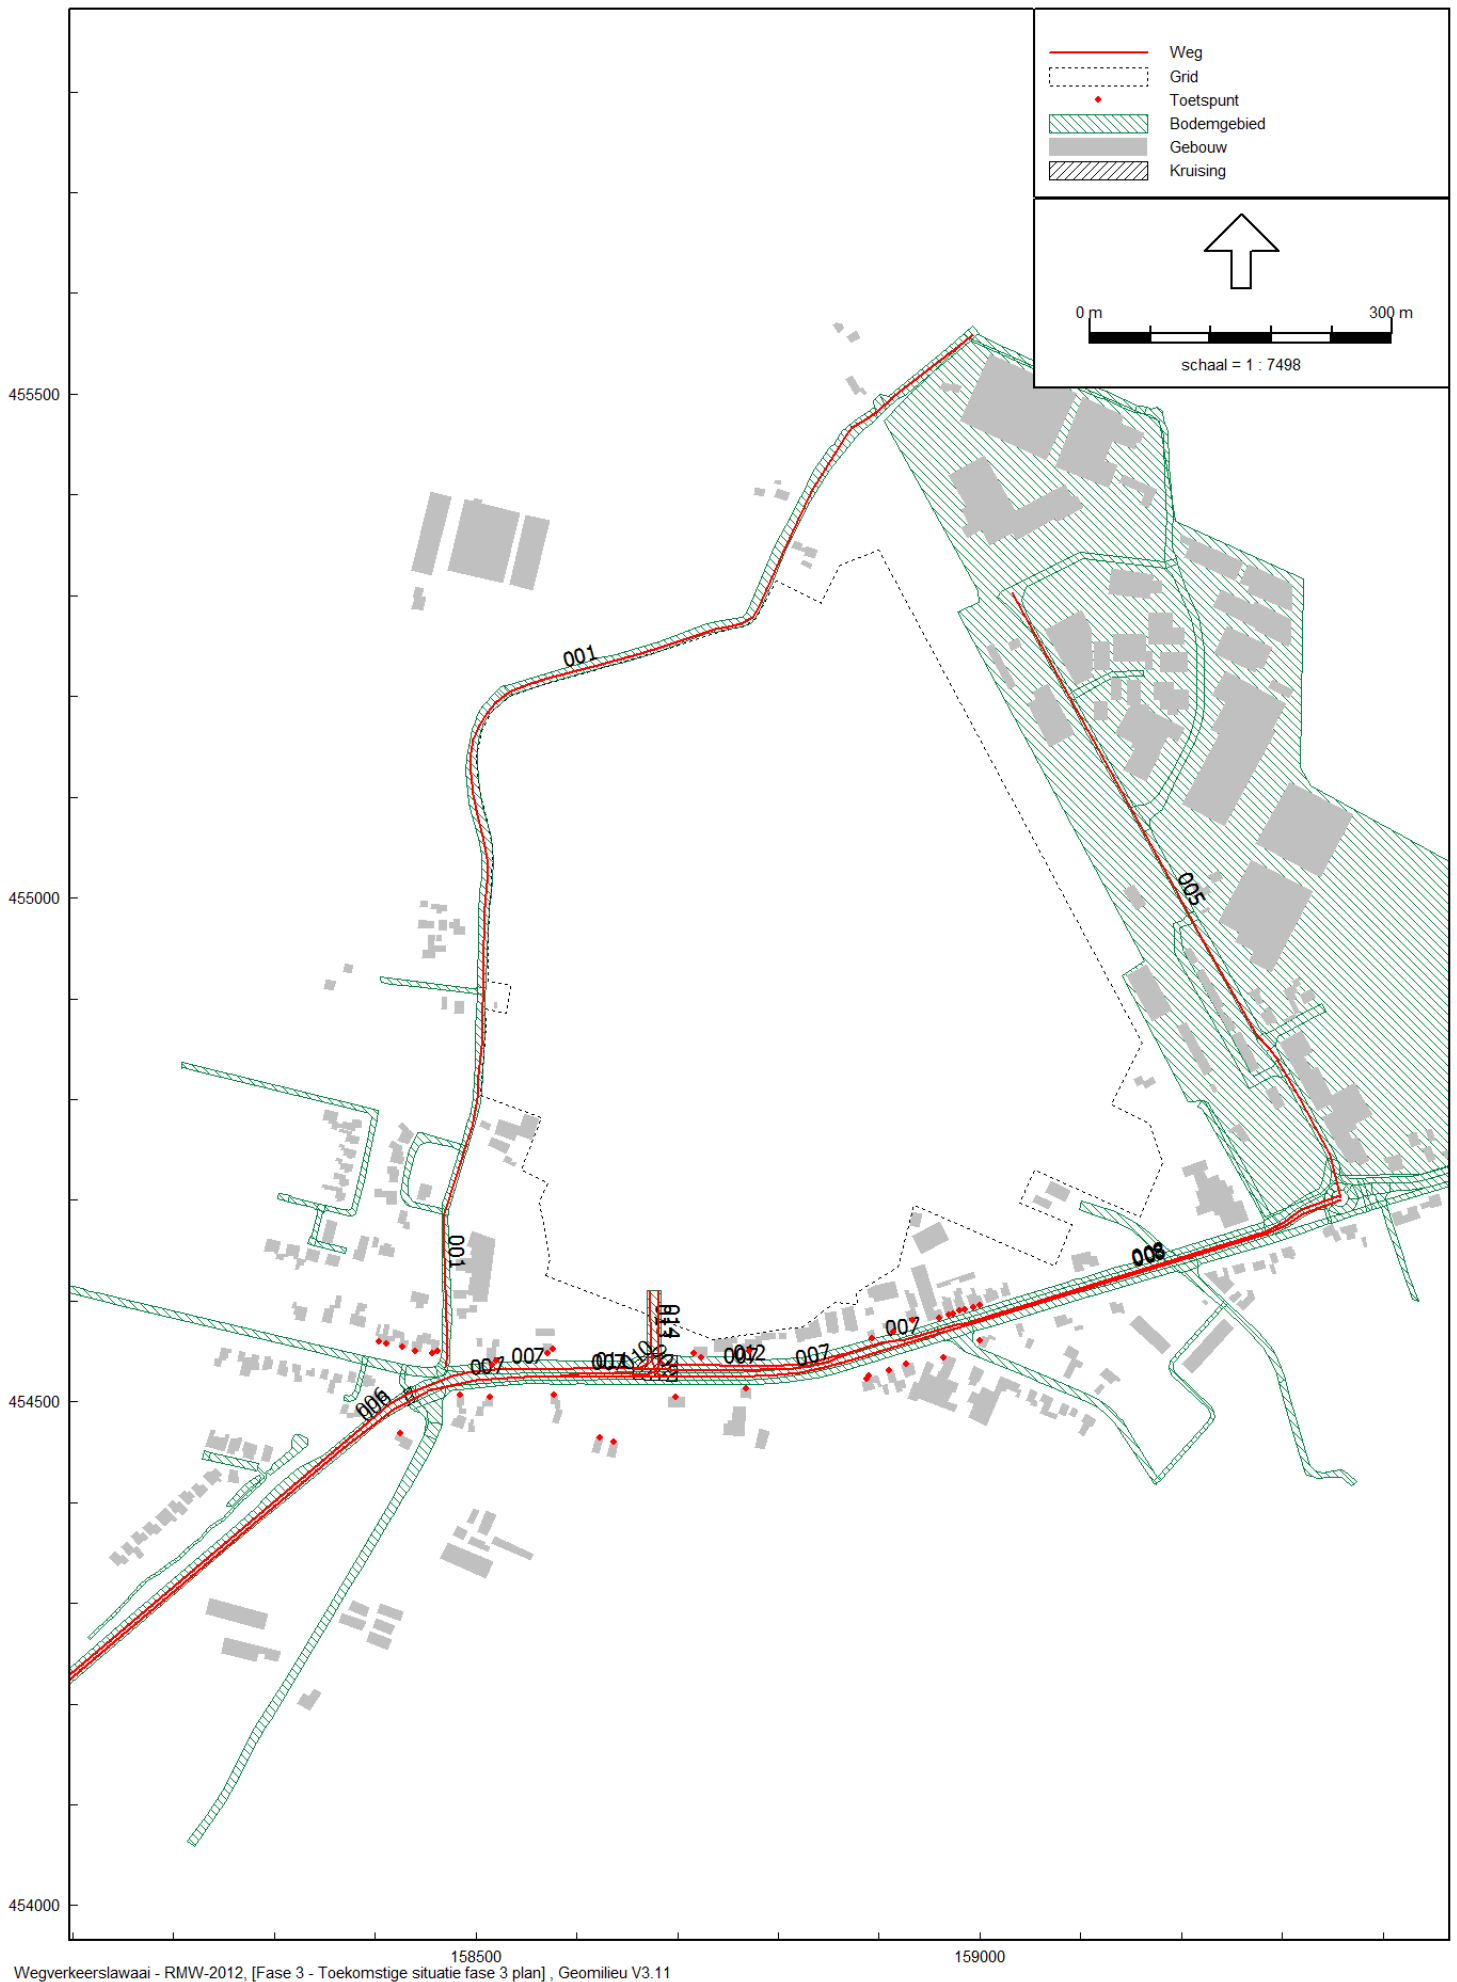 Weg
Grid
Toetspunt
Bodemgebied
Gebouw
Kruising
0 m 300 m
schaal = 1 : 7498
455500
001
455000
005
001
008
014
007
007
007
007
012
006
454500
454000
158500 159000
Wegverkeerslawaai - RMW-2012, [Fase 3 - Toekomstige situatie fase 3 plan] , Geomilieu V3.11